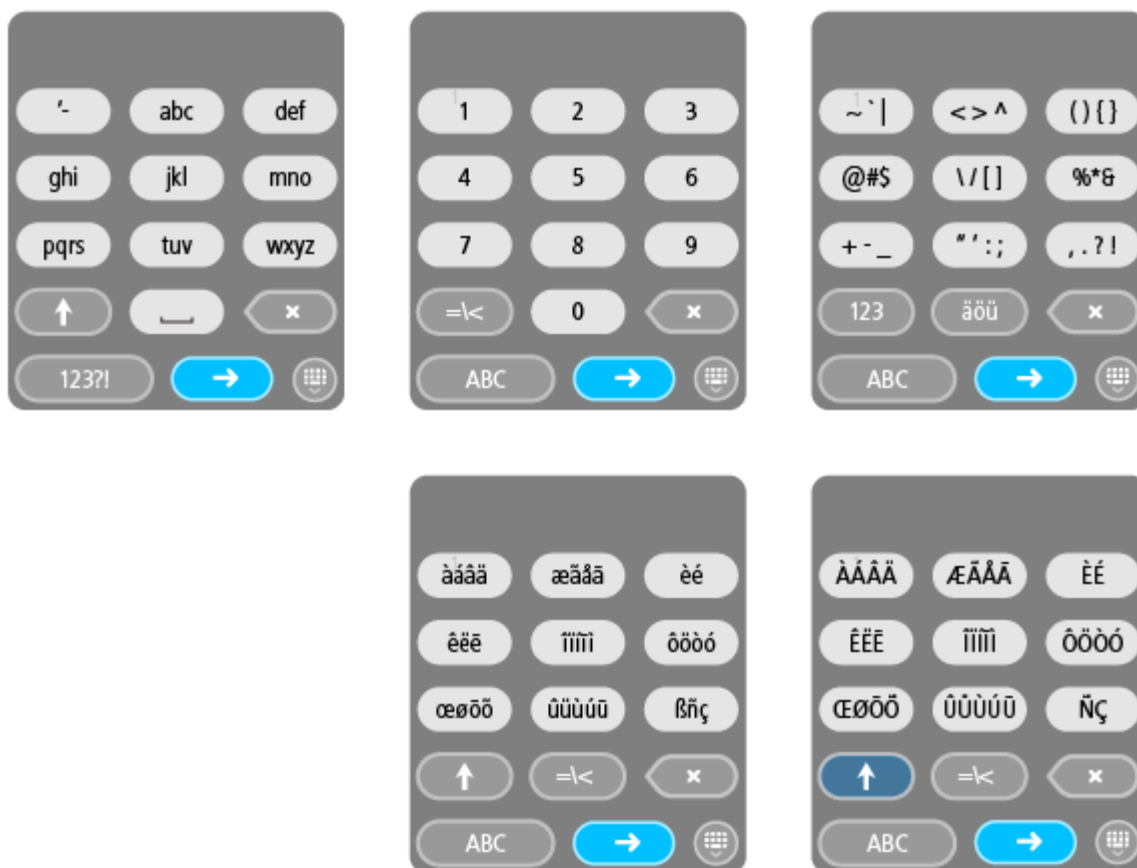 '-
abc
def
ghi
jkl
mno
pqrs
tuv
wxyz
123?!
1
2
3
4
5
6
7
8
9
=\<
0
ABC
~`|
<>^
(){}
@#$
\/[]
%*&
+-_
"':;
,.?!
123
äöü
ABC
àáâä
æãåā
èé
êëē
îïĩì
ôöòó
œøōõ
ûüùúū
ßñç
=\<
ABC
ÀÁÂÄ
ÆÃÅĀ
ÈÉ
ÊËĒ
ÎÏĨÌ
ÔÖÒÓ
ŒØŌÕ
ÛÜÙÚŪ
ÑÇ
=\<
ABC